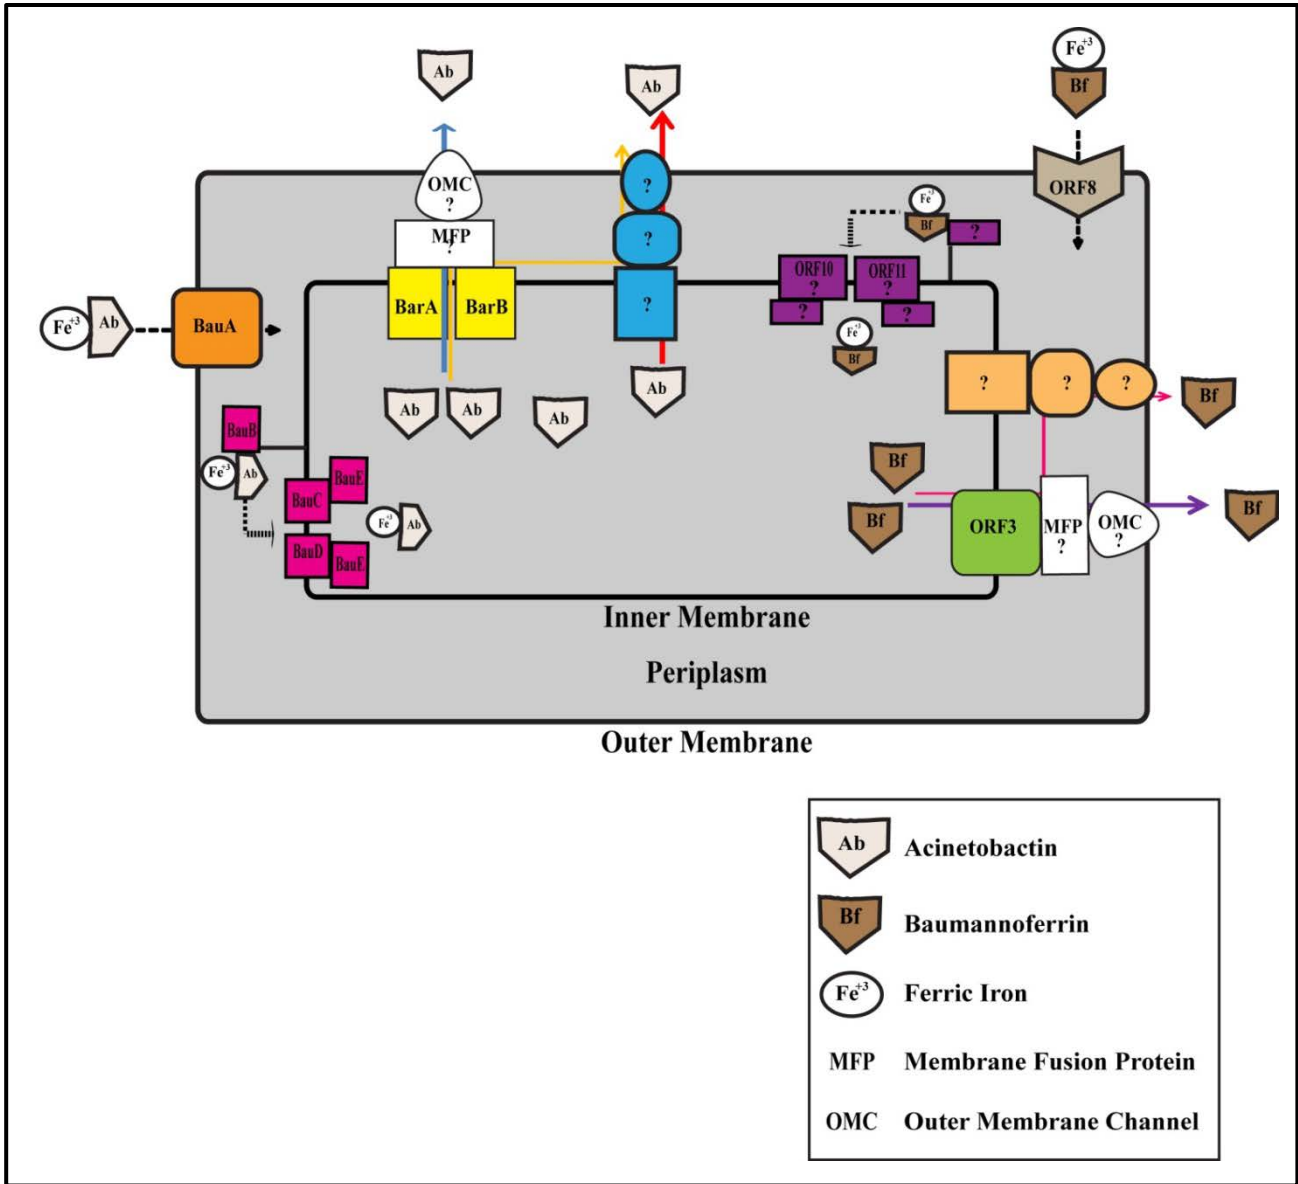 Fe+3
Bf
ORF8
Ab
Ab
OMC
?
MFP
?
BarA
BarB
?
?
?
Fe+3
Bf
?
ORF10
?
ORF11
?
?
?
Fe+3
Bf
Fe+3
Ab
BauA
Ab
Ab
Ab
Ab
?
?
?
Bf
BauB
Fe+3
Ab
BauC
BauE
BauD
BauE
Fe+3
Ab
Bf
Bf
ORF3
MFP
?
OMC
?
Bf
Inner Membrane
Periplasm
Outer Membrane
Ab Acinetobactin
Bf Baumannoferrin
Fe+3 Ferric Iron
MFP Membrane Fusion Protein
OMC Outer Membrane Channel